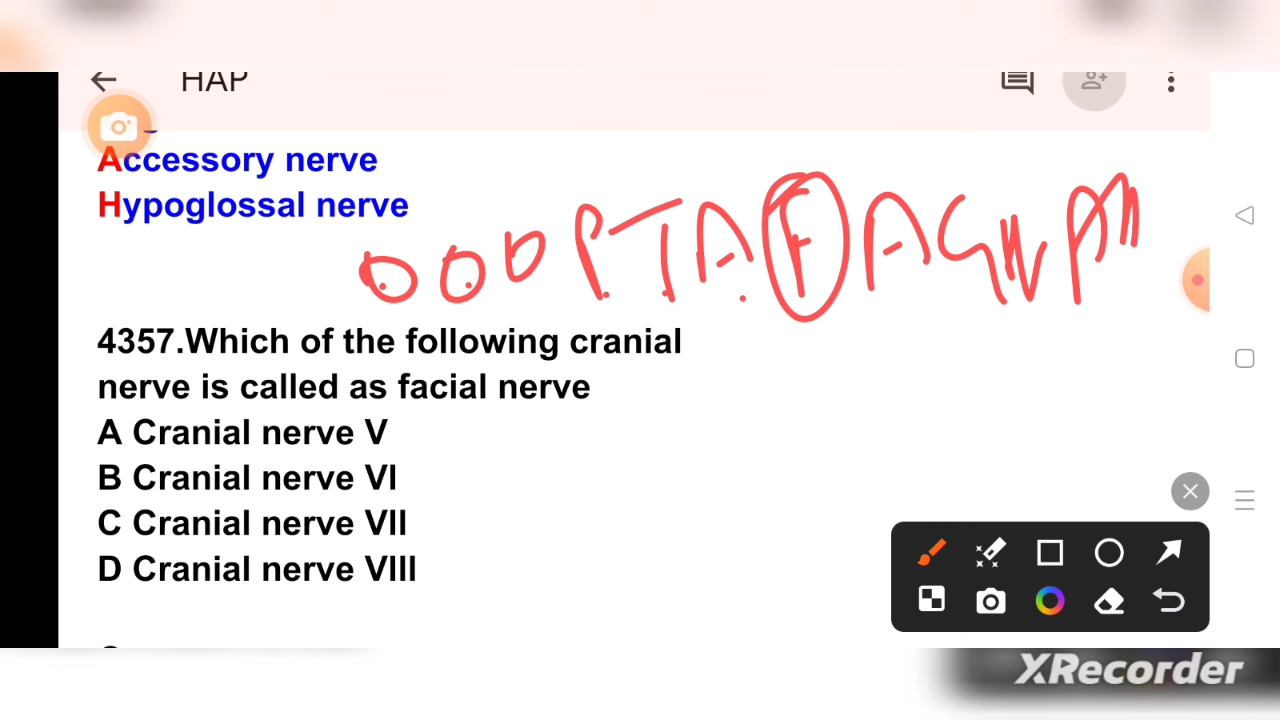 HAP
Accessory nerve
Hypoglossal nerve
O O O P T A F A G V A H
4357.Which of the following cranial
nerve is called as facial nerve
A Cranial nerve V
B Cranial nerve VI
C Cranial nerve VII
D Cranial nerve VIII
XRecorder